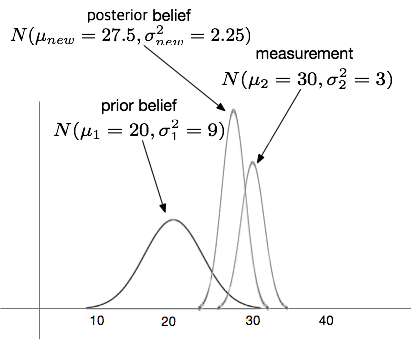 posterior belief
N(μ_new = 27.5, σ²_new = 2.25)
measurement
N(μ₂ = 30, σ₂² = 3)
prior belief
N(μ₁ = 20, σ₁² = 9)
10 20 30 40